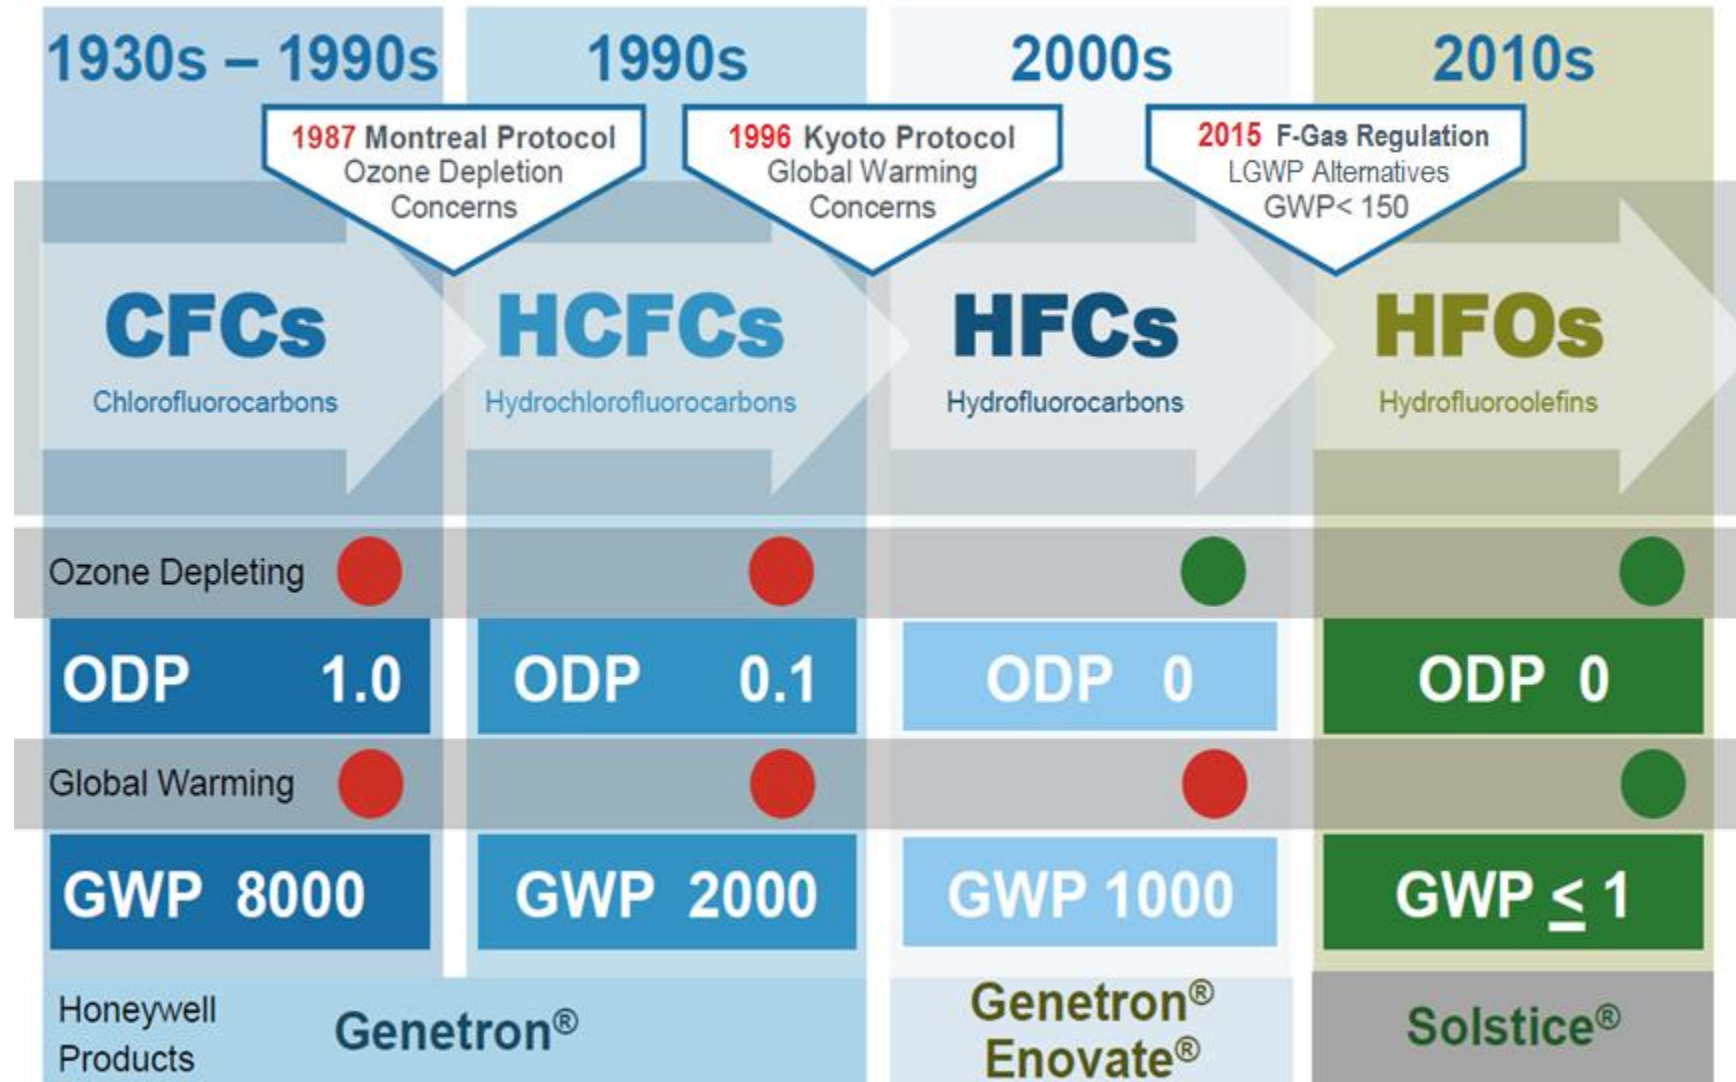 1930s – 1990s
1990s
2000s
2010s
1987 Montreal Protocol
Ozone Depletion
Concerns
1996 Kyoto Protocol
Global Warming
Concerns
2015 F-Gas Regulation
LGWP Alternatives
GWP< 150
CFCs
Chlorofluorocarbons
HCFCs
Hydrochlorofluorocarbons
HFCs
Hydrofluorocarbons
HFOs
Hydrofluoroolefins
Ozone Depleting
ODP 1.0
ODP 0.1
ODP 0
ODP 0
Global Warming
GWP 8000
GWP 2000
GWP 1000
GWP ≤ 1
Honeywell
Products
Genetron®
Genetron®
Enovate®
Solstice®